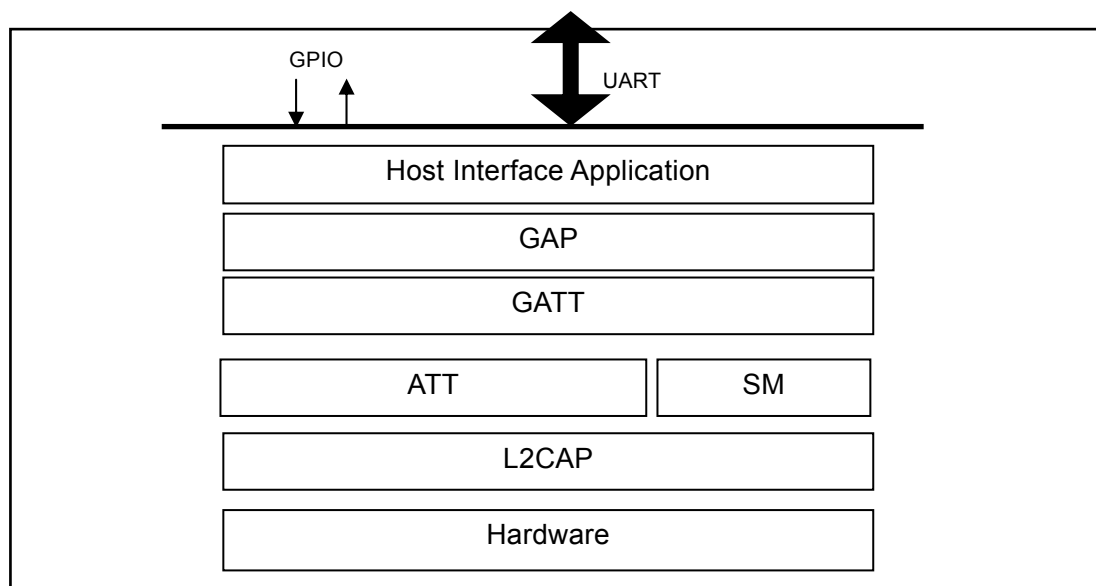 GPIO
UART
Host Interface Application
GAP
GATT
ATT
SM
L2CAP
Hardware